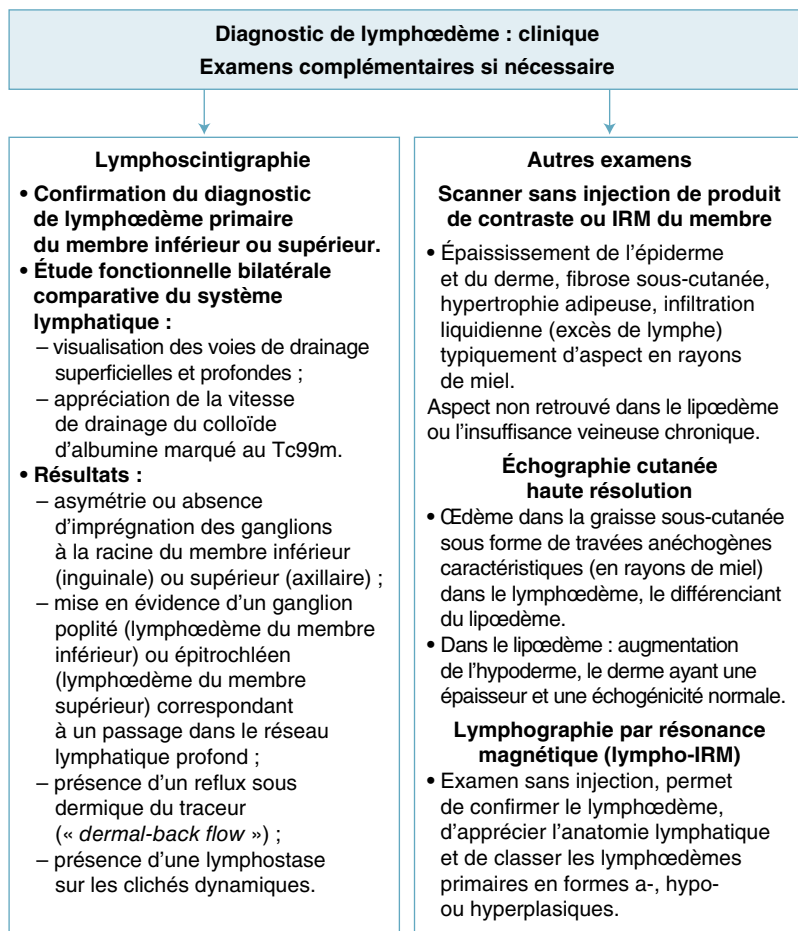 Diagnostic de lymphœdème : clinique
Examens complémentaires si nécessaire
Lymphoscintigraphie
• Confirmation du diagnostic
de lymphœdème primaire
du membre inférieur ou supérieur.
• Étude fonctionnelle bilatérale
comparative du système
lymphatique :
– visualisation des voies de drainage
superficielles et profondes ;
– appréciation de la vitesse
de drainage du colloïde
d'albumine marqué au Tc99m.
• Résultats :
– asymétrie ou absence
d'imprégnation des ganglions
à la racine du membre inférieur
(inguinale) ou supérieur (axillaire) ;
– mise en évidence d'un ganglion
poplité (lymphœdème du membre
inférieur) ou épitrochléen
(lymphœdème du membre
supérieur) correspondant
à un passage dans le réseau
lymphatique profond ;
– présence d'un reflux sous
dermique du traceur
(« dermal-back flow ») ;
– présence d'une lymphostase
sur les clichés dynamiques.
Autres examens
Scanner sans injection de produit
de contraste ou IRM du membre
• Épaississement de l'épiderme
et du derme, fibrose sous-cutanée,
hypertrophie adipeuse, infiltration
liquidienne (excès de lymphe)
typiquement d'aspect en rayons
de miel.
Aspect non retrouvé dans le lipœdème
ou l'insuffisance veineuse chronique.
Échographie cutanée
haute résolution
• Œdème dans la graisse sous-cutanée
sous forme de travées anéchogènes
caractéristiques (en rayons de miel)
dans le lymphœdème, le différenciant
du lipœdème.
• Dans le lipœdème : augmentation
de l'hypoderme, le derme ayant une
épaisseur et une échogénicité normale.
Lymphographie par résonance
magnétique (lympho-IRM)
• Examen sans injection, permet
de confirmer le lymphœdème,
d'apprécier l'anatomie lymphatique
et de classer les lymphœdèmes
primaires en formes a-, hypo-
ou hyperplasiques.